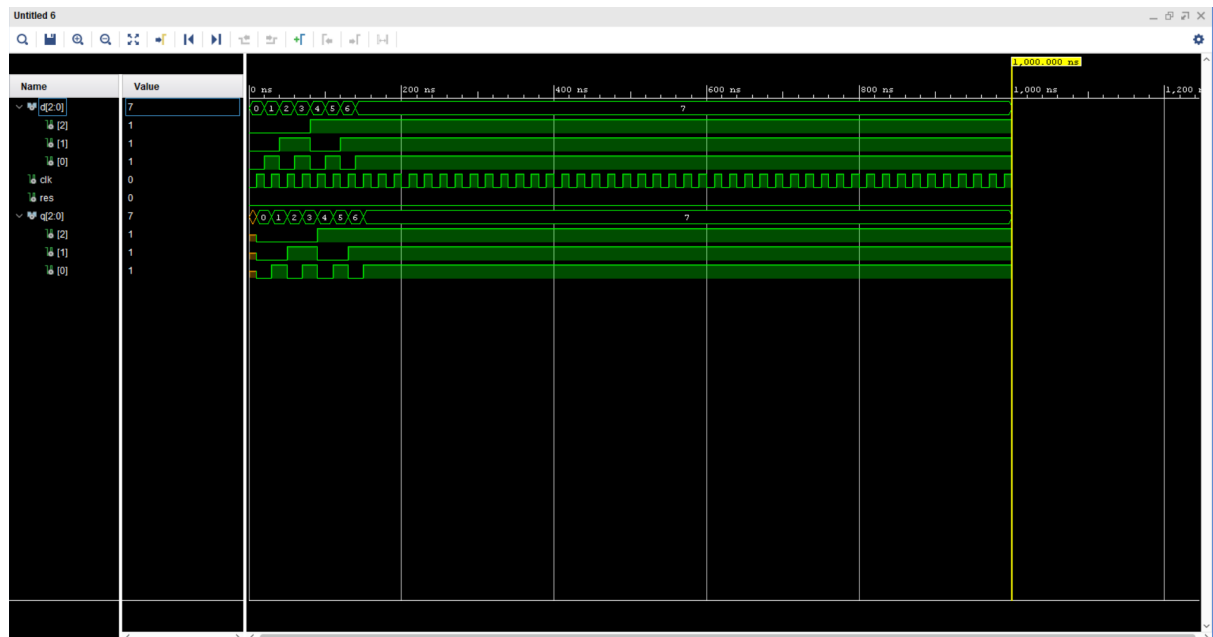 Untitled 6
1,000.000 ns
Name Value
0 ns 200 ns 400 ns 600 ns 800 ns 1,000 ns 1,200
d[2:0] 7 0 1 2 3 4 5 6 7
[2] 1
[1] 1
[0] 1
clk 0
res 0
q[2:0] 7 0 1 2 3 4 5 6 7
[2] 1
[1] 1
[0] 1